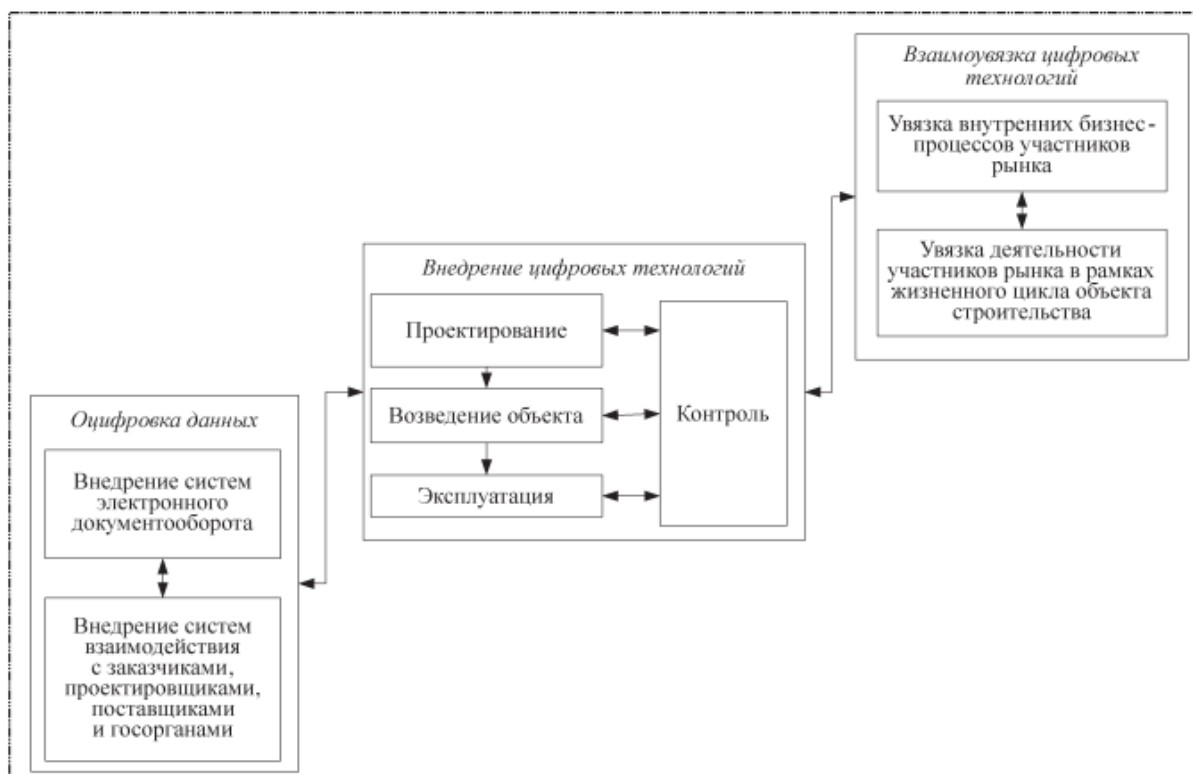 Взаимоувязка цифровых
технологий
Увязка внутренних бизнес-
процессов участников
рынка
Увязка деятельности
участников рынка в рамках
жизненного цикла объекта
строительства
Внедрение цифровых технологий
Проектирование
Возведение объекта
Эксплуатация
Контроль
Оцифровка данных
Внедрение систем
электронного
документооборота
Внедрение систем
взаимодействия
с заказчиками,
проектировщиками,
поставщиками
и госорганами